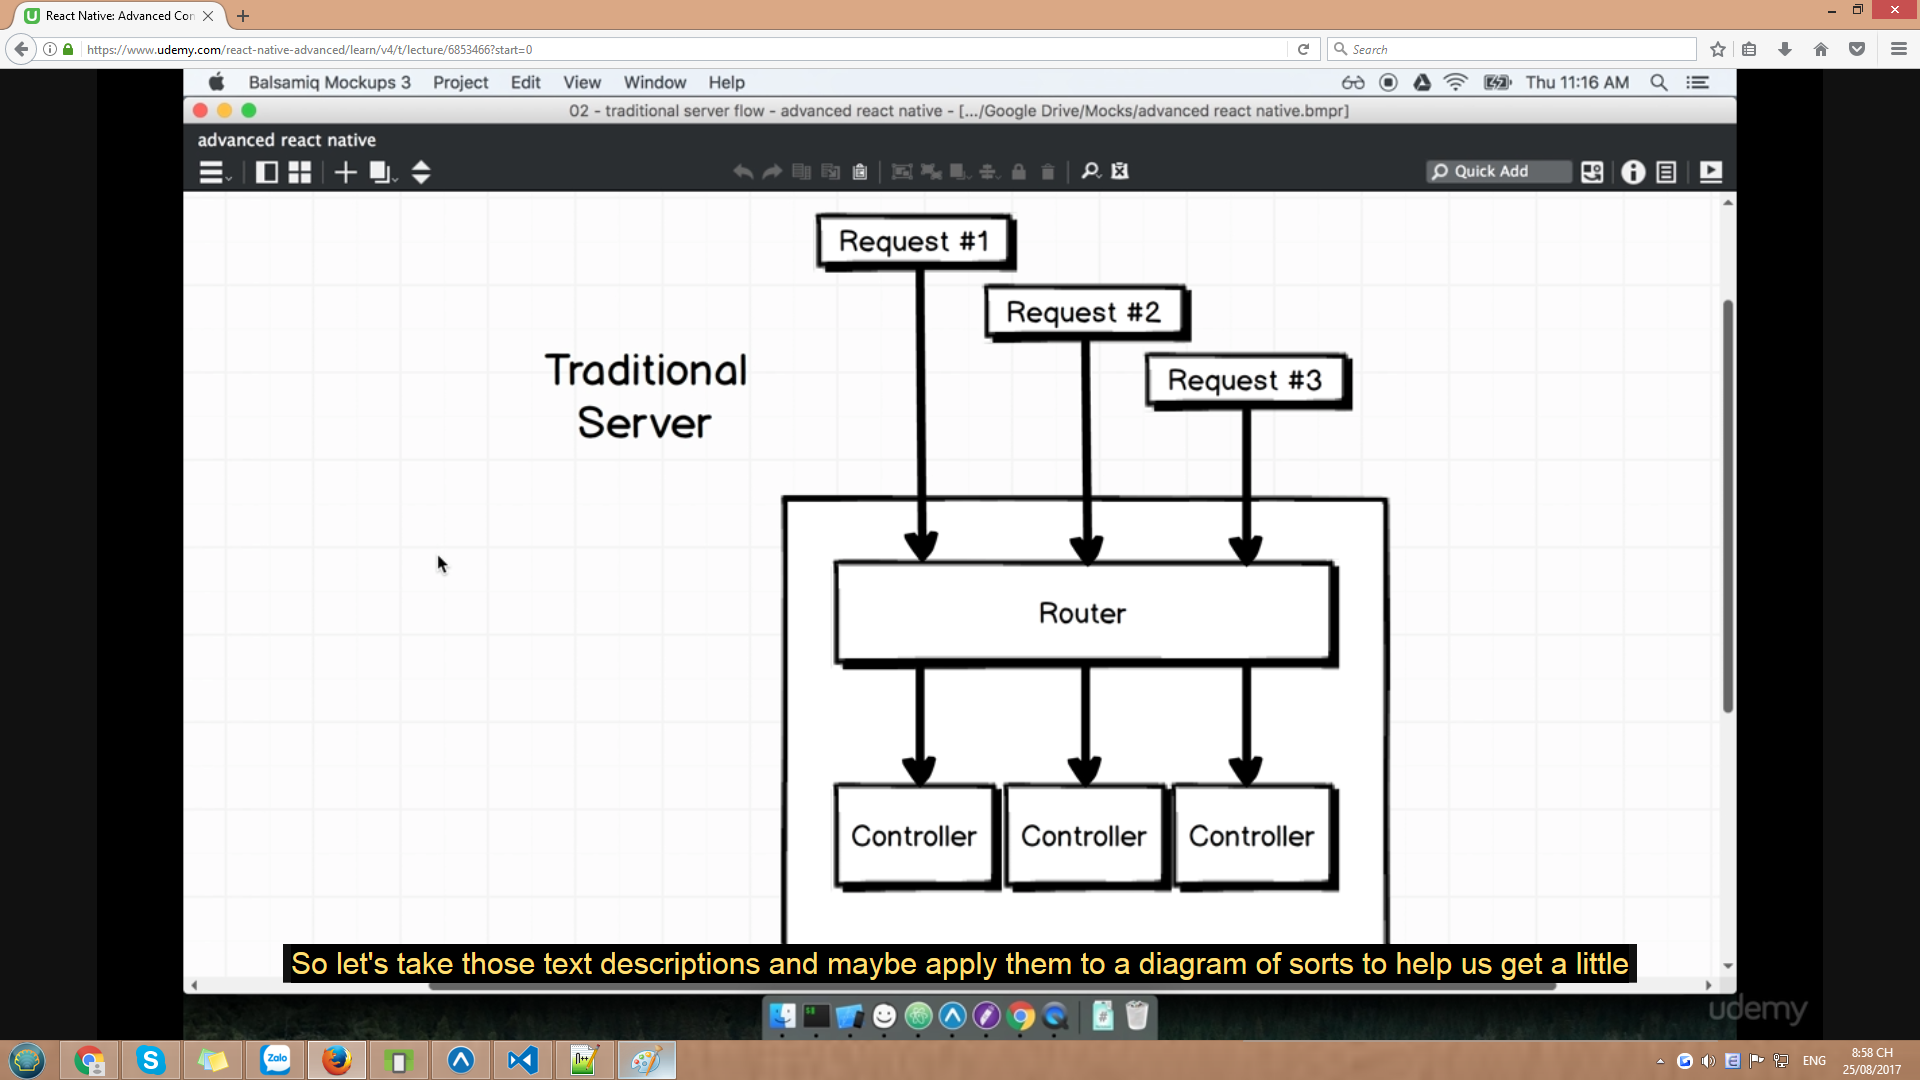 React Native: Advanced Con
https://www.udemy.com/react-native-advanced/learn/v4/t/lecture/6853466?start=0
Search
Balsamiq Mockups 3 Project Edit View Window Help
Thu 11:16 AM
02 - traditional server flow - advanced react native - [.../Google Drive/Mocks/advanced react native.bmpr]
advanced react native
Quick Add
Request #1
Request #2
Request #3
Traditional
Server
Router
Controller Controller Controller
So let's take those text descriptions and maybe apply them to a diagram of sorts to help us get a little
udemy
Zalo
ENG
8:58 CH
25/08/2017